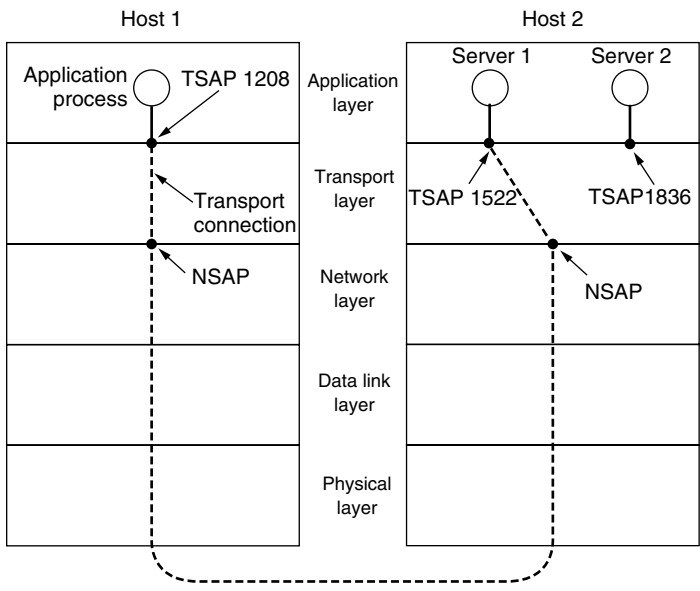 Host 1
Host 2
Application
process
TSAP 1208
Application
layer
Server 1
Server 2
Transport
connection
Transport
layer
TSAP 1522
TSAP1836
NSAP
Network
layer
NSAP
Data link
layer
Physical
layer